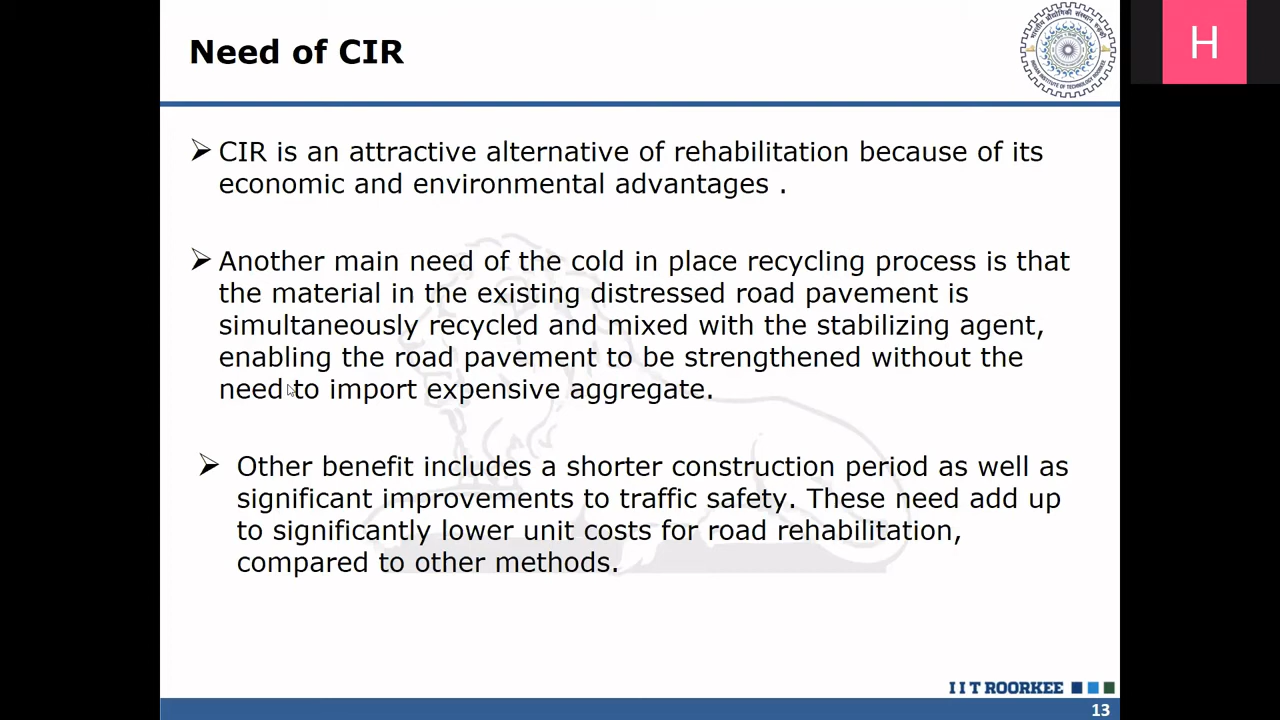 Need of CIR
H
➢ CIR is an attractive alternative of rehabilitation because of its
economic and environmental advantages .
➢ Another main need of the cold in place recycling process is that
the material in the existing distressed road pavement is
simultaneously recycled and mixed with the stabilizing agent,
enabling the road pavement to be strengthened without the
need to import expensive aggregate.
➢ Other benefit includes a shorter construction period as well as
significant improvements to traffic safety. These need add up
to significantly lower unit costs for road rehabilitation,
compared to other methods.
I I T ROORKEE
13